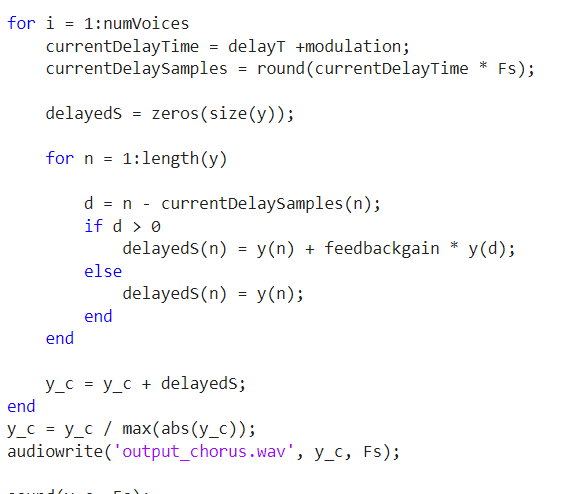 for i = 1:numVoices
    currentDelayTime = delayT +modulation;
    currentDelaySamples = round(currentDelayTime * Fs);
    delayedS = zeros(size(y));
    for n = 1:length(y)
        d = n - currentDelaySamples(n);
        if d > 0
            delayedS(n) = y(n) + feedbackgain * y(d);
        else
            delayedS(n) = y(n);
        end
    end
    y_c = y_c + delayedS;
end
y_c = y_c / max(abs(y_c));
audiowrite('output_chorus.wav', y_c, Fs);